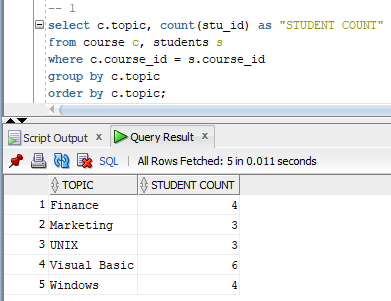 -- 1
select c.topic, count(stu_id) as "STUDENT COUNT"
from course c, students s
where c.course_id = s.course_id
group by c.topic
order by c.topic;
Script Output x Query Result x
SQL | All Rows Fetched: 5 in 0.011 seconds
TOPIC STUDENT COUNT
1 Finance 4
2 Marketing 3
3 UNIX 3
4 Visual Basic 6
5 Windows 4